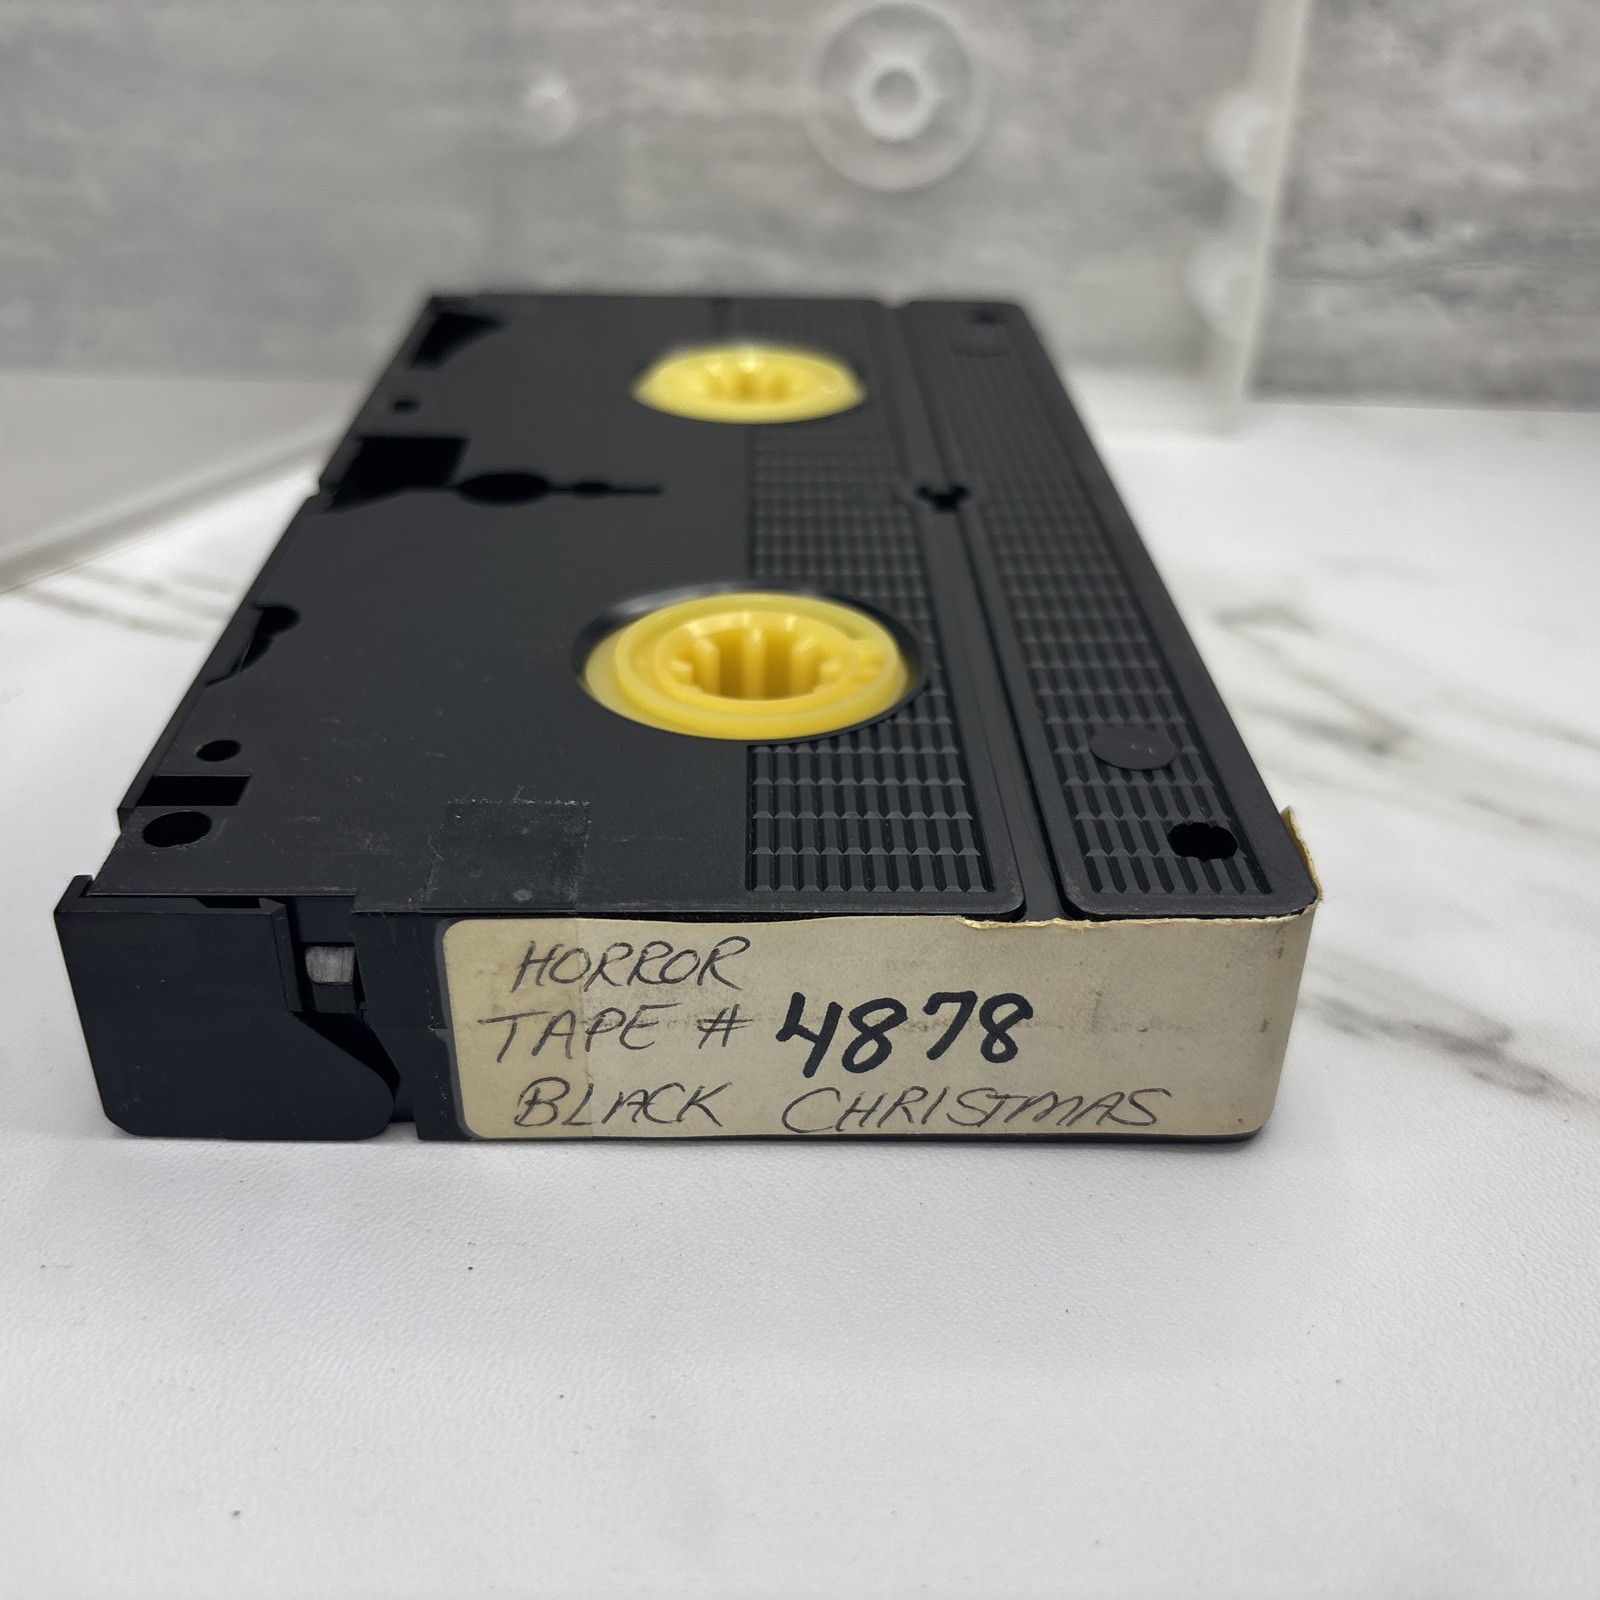 HORROR
TAPE # 4878
BLACK CHRISTMAS